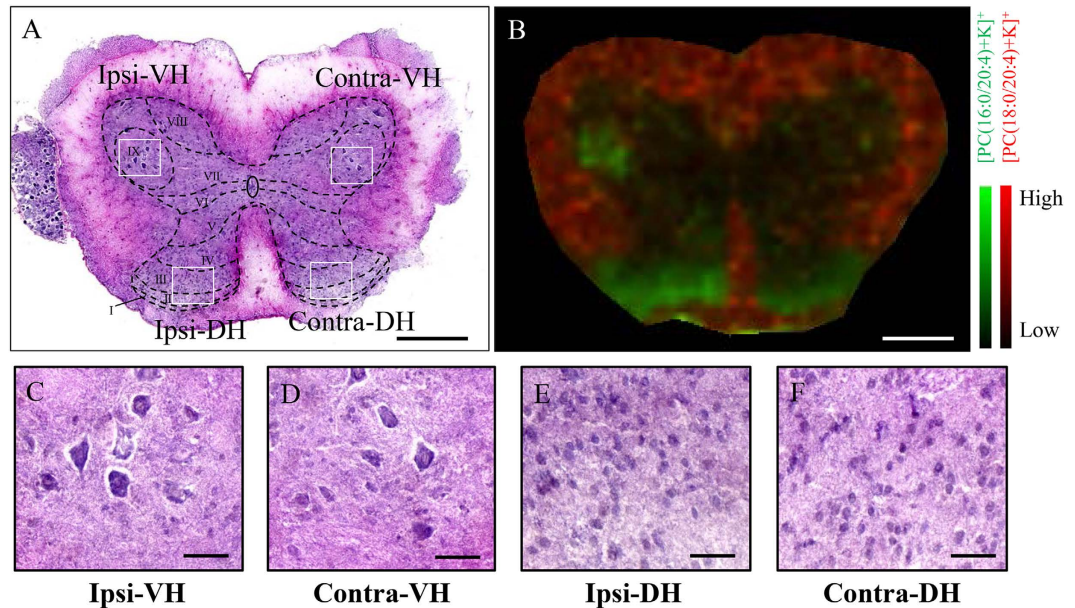 A
Ipsi-VH
Contra-VH
VIII
IX
VII
VI
IV
III
II
I
Ipsi-DH
Contra-DH
B
[PC(16:0/20:4)+K]+
[PC(18:0/20:4)+K]+
High
Low
C
D
E
F
Ipsi-VH
Contra-VH
Ipsi-DH
Contra-DH